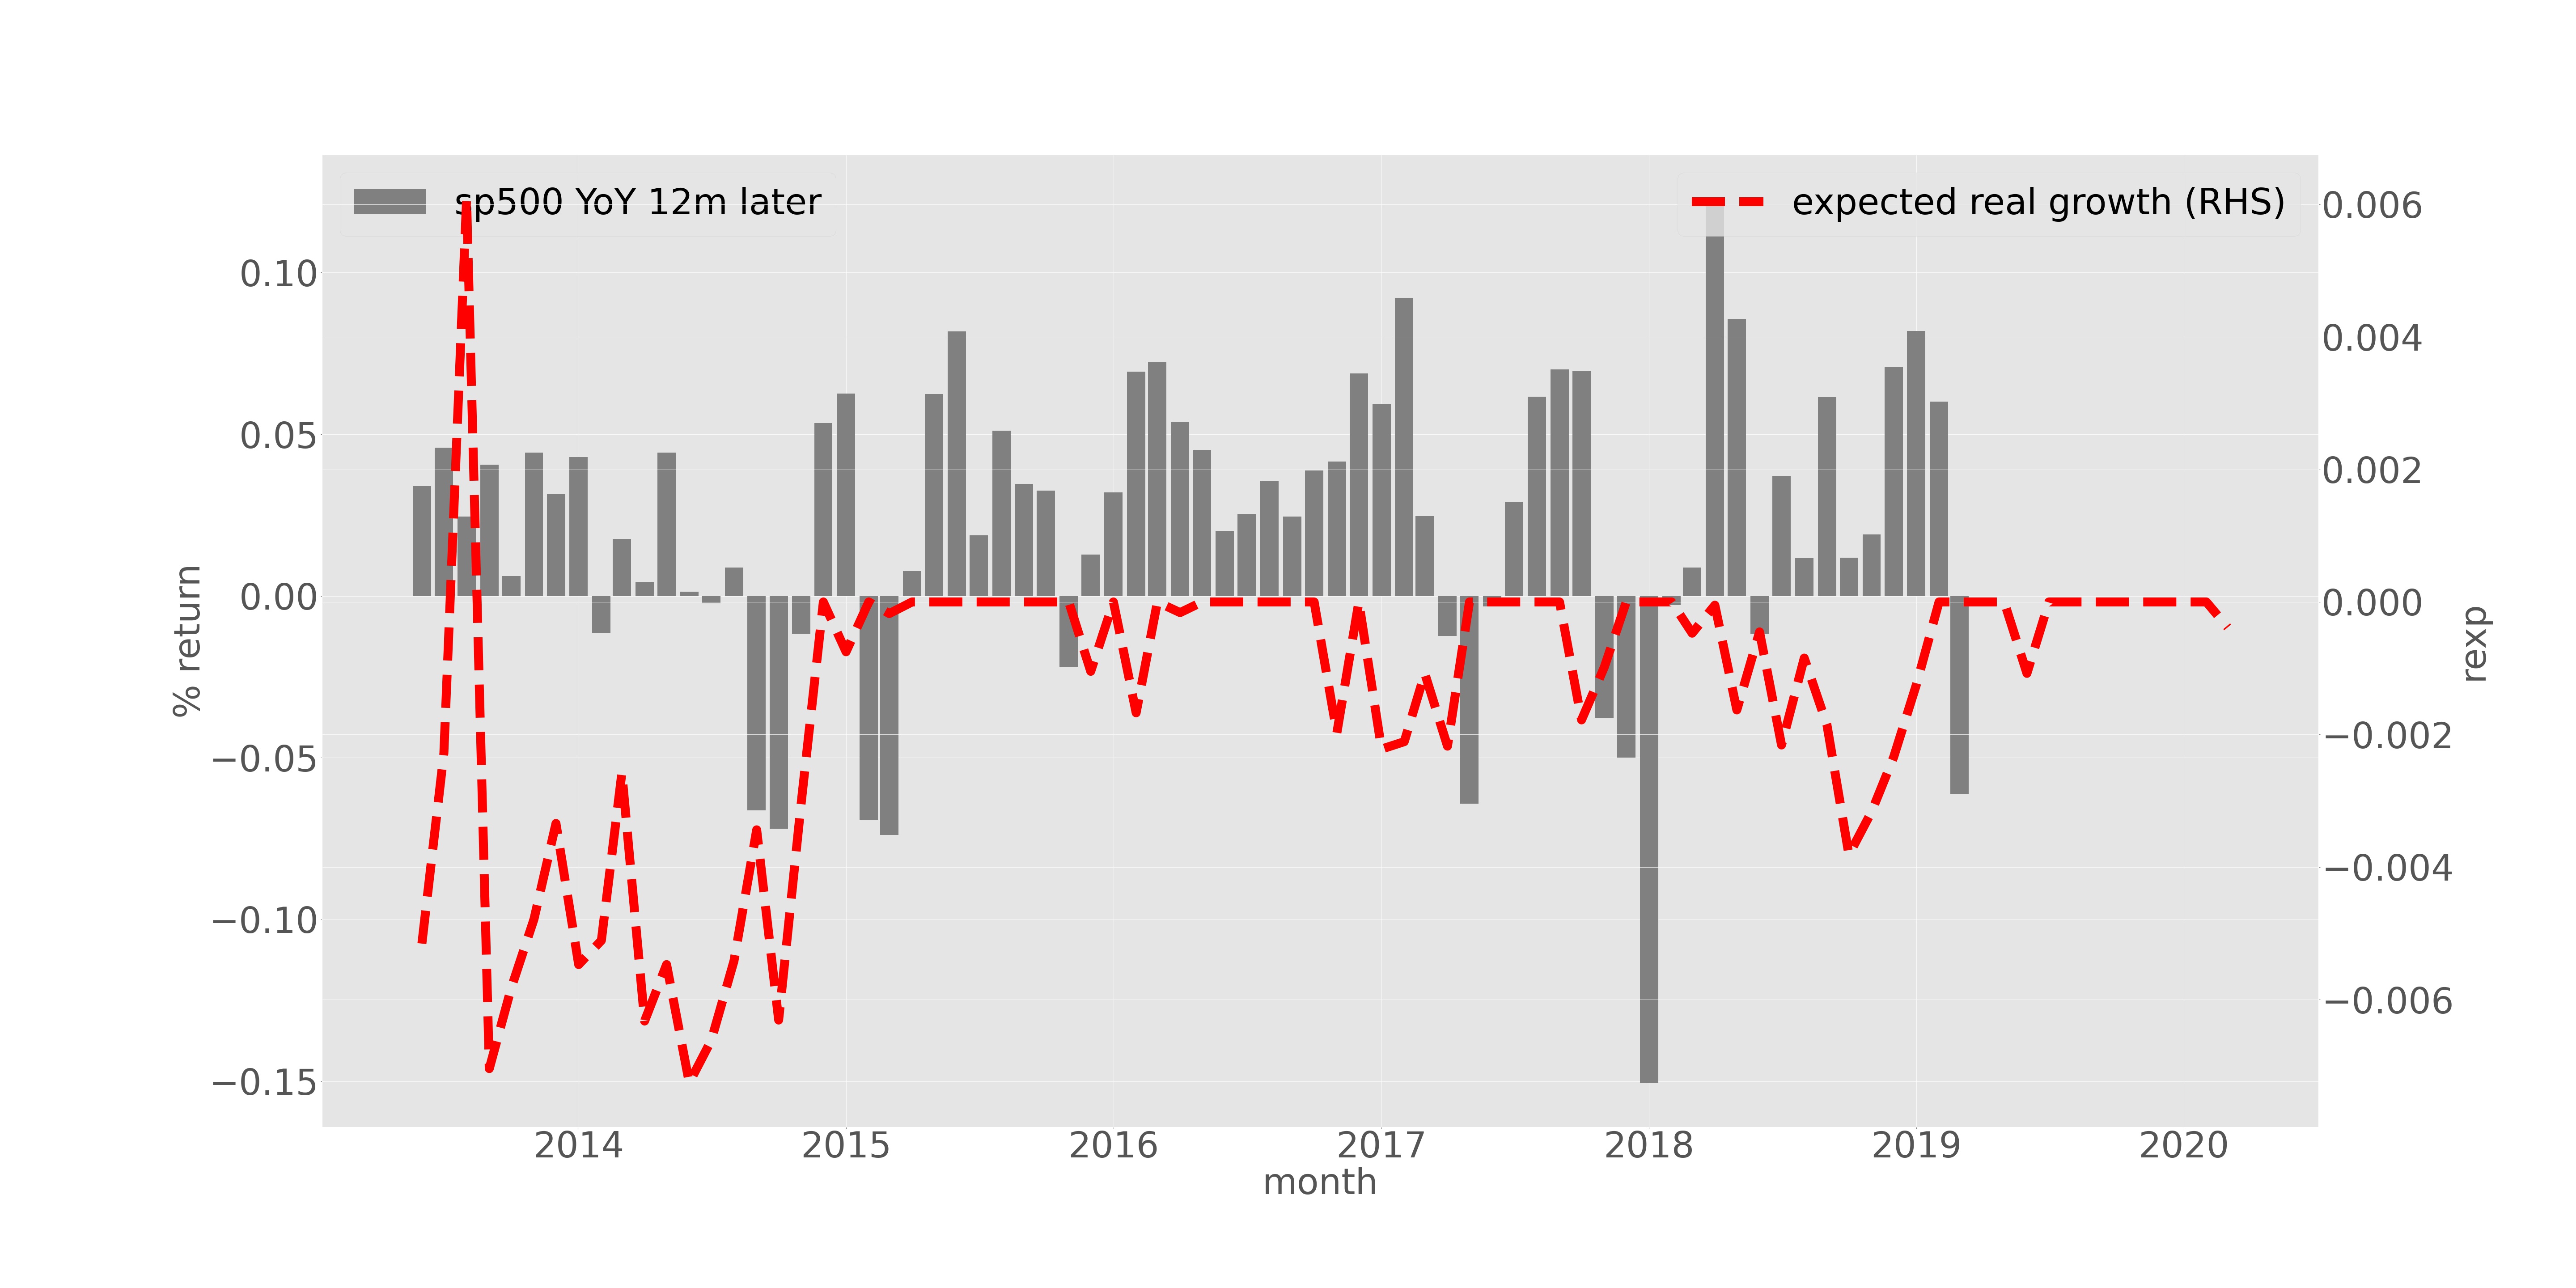 sp500 YoY 12m later
expected real growth (RHS)
0.10
0.05
0.00
−0.05
−0.10
−0.15
% return
0.006
0.004
0.002
0.000
−0.002
−0.004
−0.006
rexp
2014 2015 2016 2017 2018 2019 2020
month